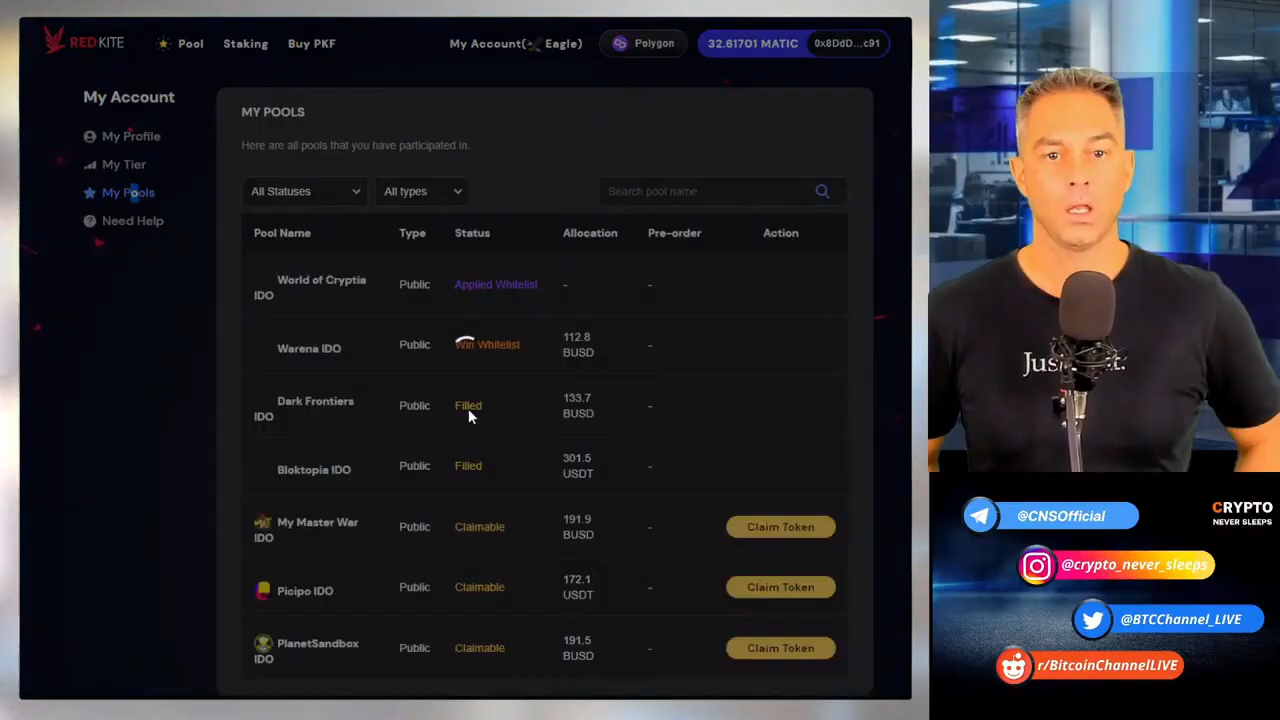 REDKITE
Pool
Staking
Buy PKF
My Account( Eagle)
Polygon
32.61701 MATIC
0x8DdD...c91
My Account
My Profile
My Tier
My Pools
Need Help
MY POOLS
Here are all pools that you have participated in.
All Statuses
All types
Search pool name
Pool Name Type Status Allocation Pre-order Action
World of Cryptia IDO Public Applied Whitelist - -
Warena IDO Public Win Whitelist 112.8 BUSD -
Dark Frontiers IDO Public Filled 133.7 BUSD -
Bloktopia IDO Public Filled 301.5 USDT -
My Master War IDO Public Claimable 191.9 BUSD - Claim Token
Picipo IDO Public Claimable 172.1 USDT - Claim Token
PlanetSandbox IDO Public Claimable 191.5 BUSD - Claim Token
@CNSOfficial
CRYPTO
NEVER SLEEPS
@crypto_never_sleeps
@BTCChannel_LIVE
r/BitcoinChannelLIVE